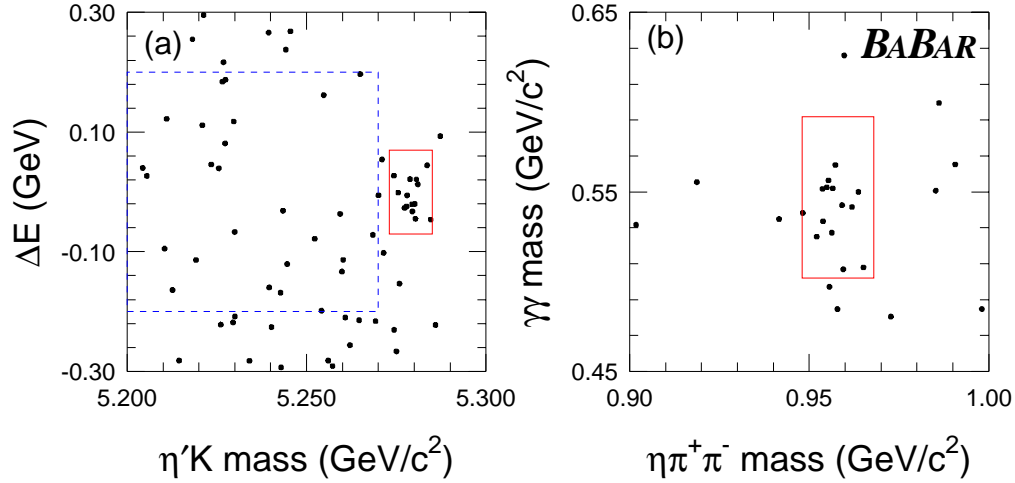 0.30
0.10
-0.10
-0.30
ΔE (GeV)
(a)
5.200
5.250
5.300
η′K mass (GeV/c²)
0.65
0.55
0.45
γγ mass (GeV/c²)
(b)
BABAR
0.90
0.95
1.00
ηπ⁺π⁻ mass (GeV/c²)